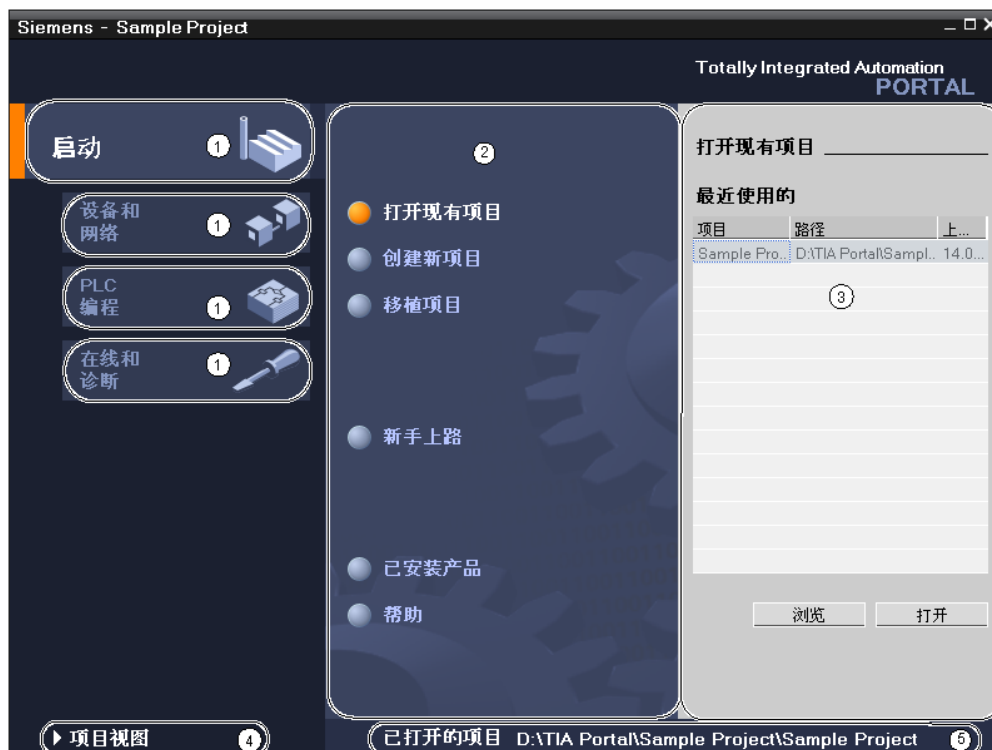 Siemens - Sample Project
Totally Integrated Automation
PORTAL
启动 ①
设备和
网络 ①
PLC
编程 ①
在线和
诊断 ①
②
打开现有项目
创建新项目
移植项目
新手上路
已安装产品
帮助
打开现有项目
最近使用的
项目 路径 上...
Sample Pro.. D:\TIA Portal\Sampl.. 14.0...
③
浏览 打开
项目视图 ④
已打开的项目 D:\TIA Portal\Sample Project\Sample Project ⑤